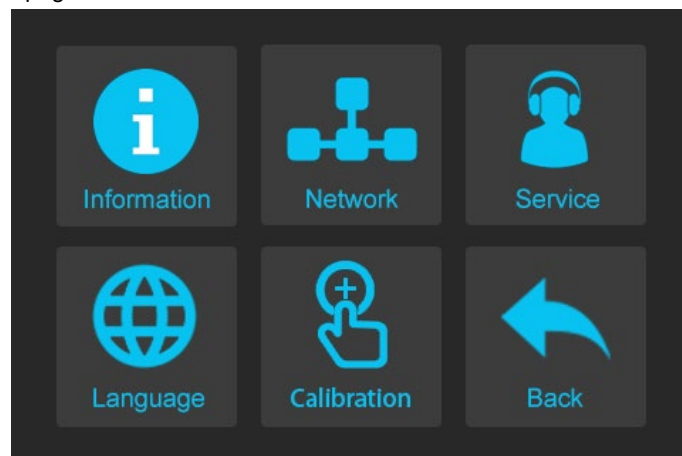 Information
Network
Service
Language
Calibration
Back